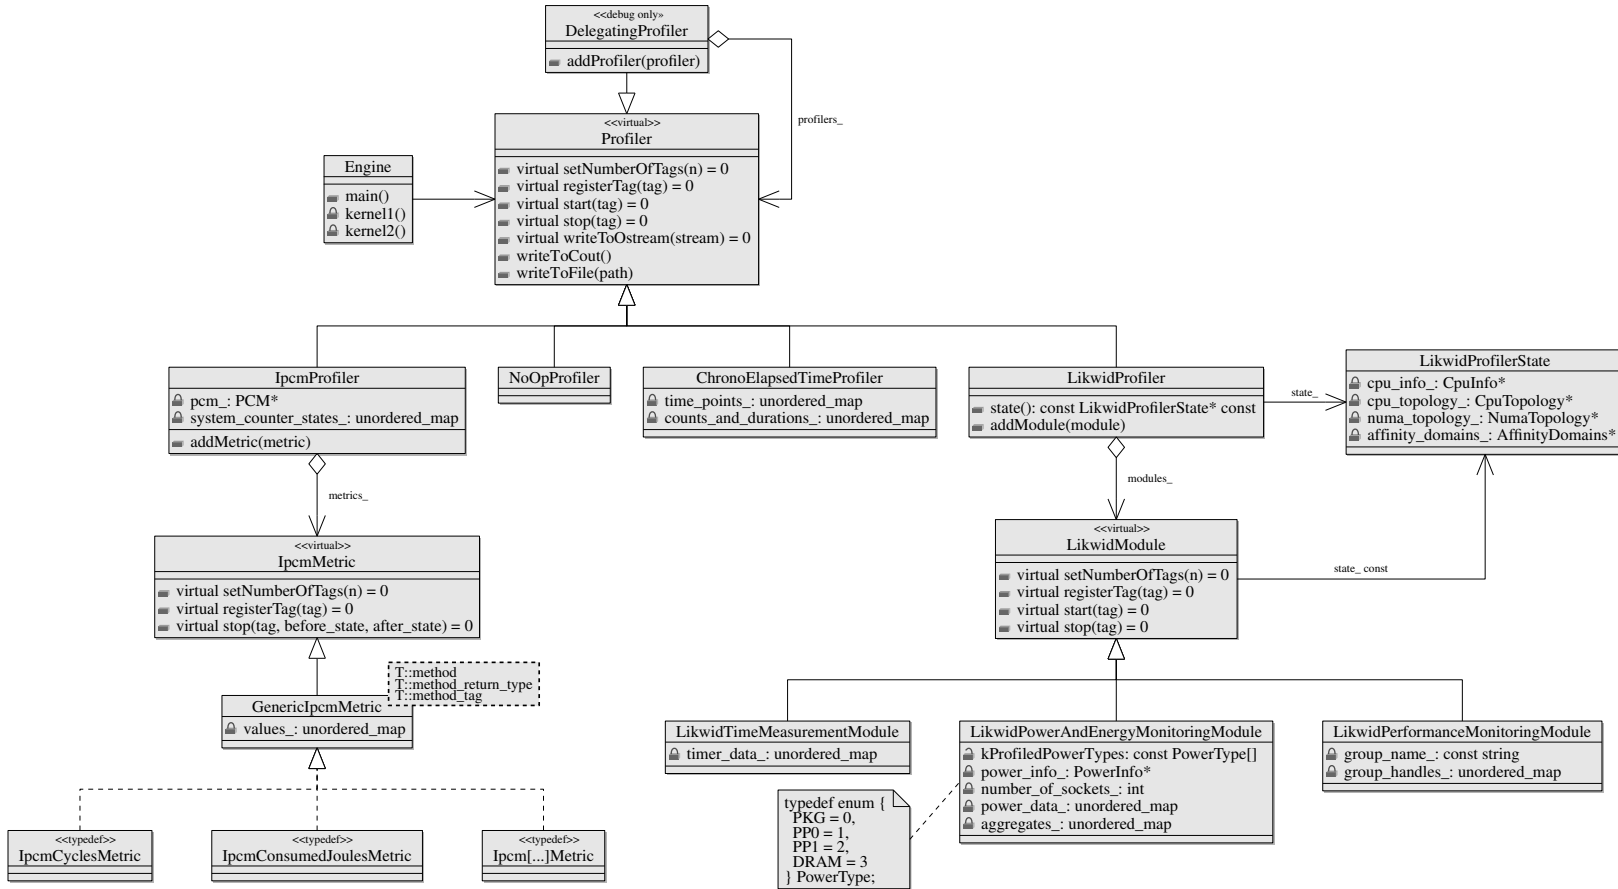 <<debug only>>
DelegatingProfiler
addProfiler(profiler)
profilers_
<<virtual>>
Profiler
virtual setNumberOfTags(n) = 0
virtual registerTag(tag) = 0
virtual start(tag) = 0
virtual stop(tag) = 0
virtual writeToOstream(stream) = 0
writeToCout()
writeToFile(path)
Engine
main()
kernel1()
kernel2()
IpcmProfiler
pcm_: PCM*
system_counter_states_: unordered_map
addMetric(metric)
NoOpProfiler
ChronoElapsedTimeProfiler
time_points_: unordered_map
counts_and_durations_: unordered_map
LikwidProfiler
state(): const LikwidProfilerState* const
addModule(module)
state_
LikwidProfilerState
cpu_info_: CpuInfo*
cpu_topology_: CpuTopology*
numa_topology_: NumaTopology*
affinity_domains_: AffinityDomains*
metrics_
modules_
<<virtual>>
IpcmMetric
virtual setNumberOfTags(n) = 0
virtual registerTag(tag) = 0
virtual stop(tag, before_state, after_state) = 0
<<virtual>>
LikwidModule
virtual setNumberOfTags(n) = 0
virtual registerTag(tag) = 0
virtual start(tag) = 0
virtual stop(tag) = 0
state_ const
T::method
T::method_return_type
T::method_tag
GenericIpcmMetric
values_: unordered_map
LikwidTimeMeasurementModule
timer_data_: unordered_map
LikwidPowerAndEnergyMonitoringModule
kProfiledPowerTypes: const PowerType[]
power_info_: PowerInfo*
number_of_sockets_: int
power_data_: unordered_map
aggregates_: unordered_map
LikwidPerformanceMonitoringModule
group_name_: const string
group_handles_: unordered_map
typedef enum {
PKG = 0,
PP0 = 1,
PP1 = 2,
DRAM = 3
} PowerType;
<<typedef>>
IpcmCyclesMetric
<<typedef>>
IpcmConsumedJoulesMetric
<<typedef>>
Ipcm[...]Metric